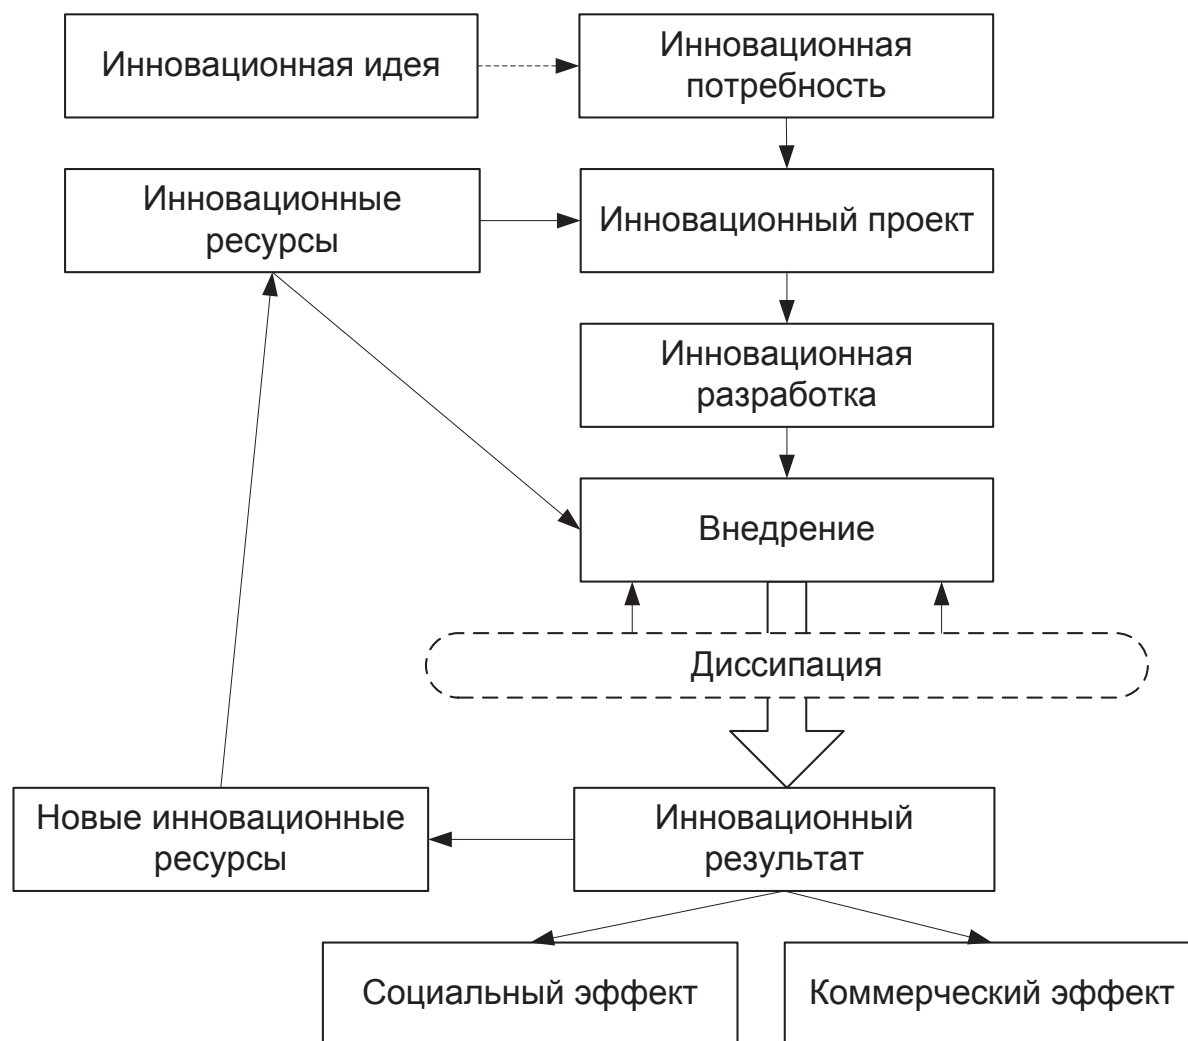 Инновационная идея
Инновационная
потребность
Инновационные
ресурсы
Инновационный проект
Инновационная
разработка
Внедрение
Диссипация
Новые инновационные
ресурсы
Инновационный
результат
Социальный эффект
Коммерческий эффект